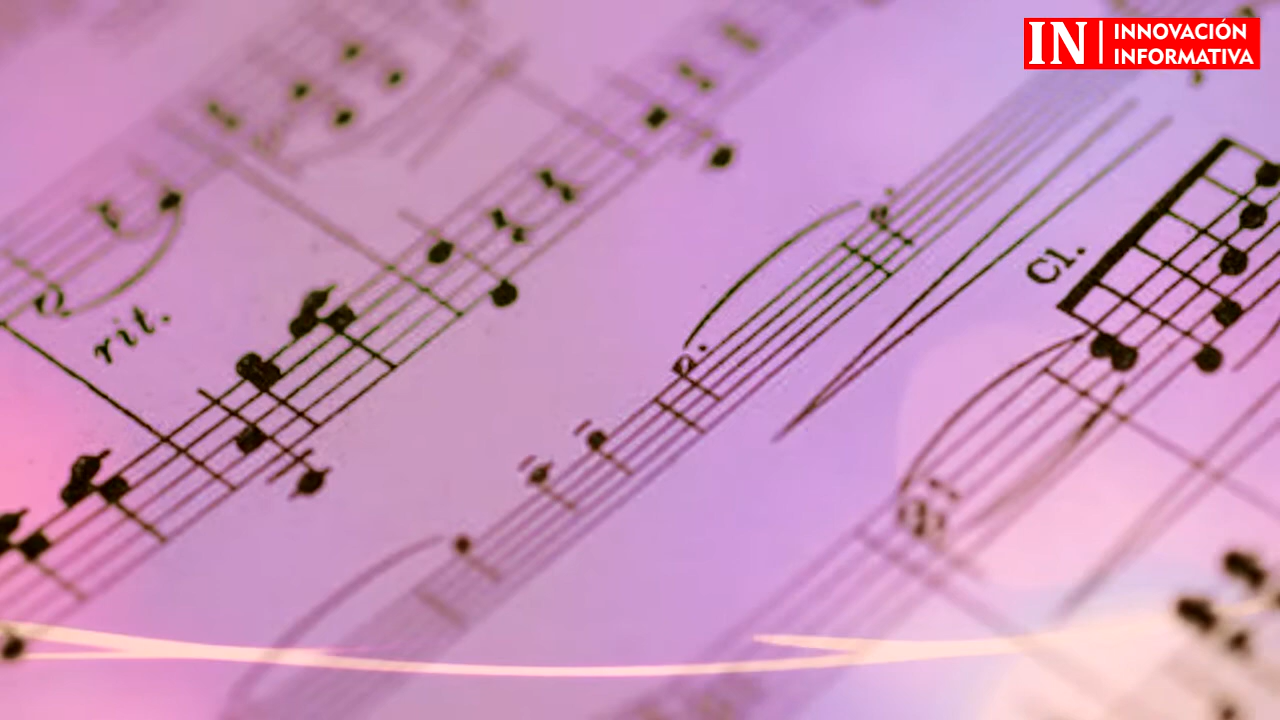 IN
INNOVACIÓN
INFORMATIVA
rit.
Cl.